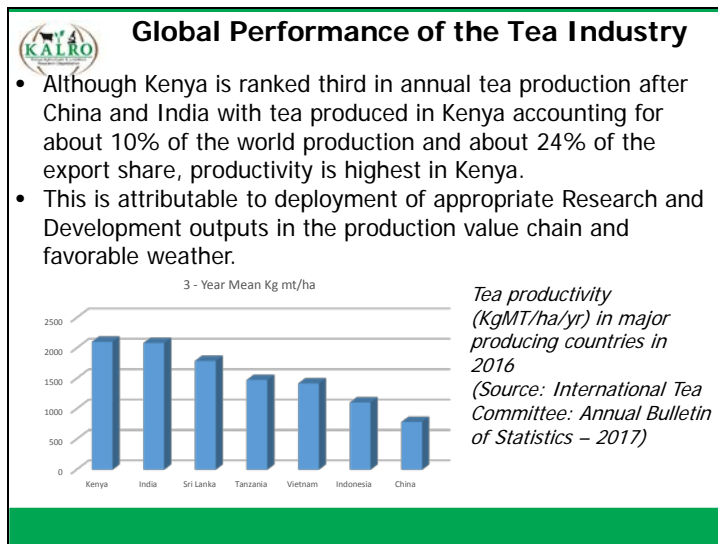 Global Performance of the Tea Industry
KALRO
• Although Kenya is ranked third in annual tea production after
China and India with tea produced in Kenya accounting for
about 10% of the world production and about 24% of the
export share, productivity is highest in Kenya.
• This is attributable to deployment of appropriate Research and
Development outputs in the production value chain and
favorable weather.
3 - Year Mean Kg mt/ha
2500
2000
1500
1000
500
0
Kenya India Sri Lanka Tanzania Vietnam Indonesia China
Tea productivity
(KgMT/ha/yr) in major
producing countries in
2016
(Source: International Tea
Committee: Annual Bulletin
of Statistics – 2017)